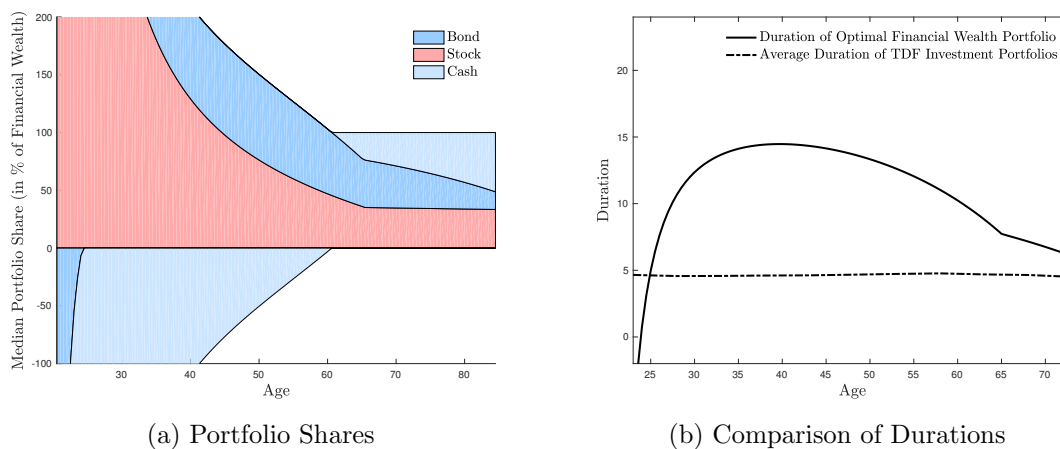 Median Portfolio Share (in % of Financial Wealth)
200
150
100
50
0
-50
-100
Bond
Stock
Cash
30 40 50 60 70 80
Age
(a) Portfolio Shares
Duration
20
15
10
5
0
Duration of Optimal Financial Wealth Portfolio
Average Duration of TDF Investment Portfolios
25 30 35 40 45 50 55 60 65 70
Age
(b) Comparison of Durations